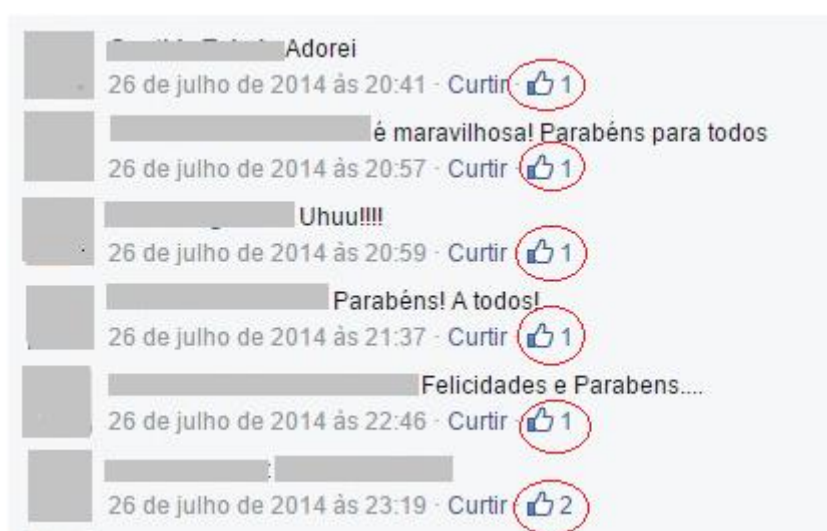 Adorei
26 de julho de 2014 às 20:41 · Curtir · 1
é maravilhosa! Parabéns para todos
26 de julho de 2014 às 20:57 · Curtir · 1
Uhuu!!!!
26 de julho de 2014 às 20:59 · Curtir · 1
Parabéns! A todos!
26 de julho de 2014 às 21:37 · Curtir · 1
Felicidades e Parabens....
26 de julho de 2014 às 22:46 · Curtir · 1
26 de julho de 2014 às 23:19 · Curtir · 2